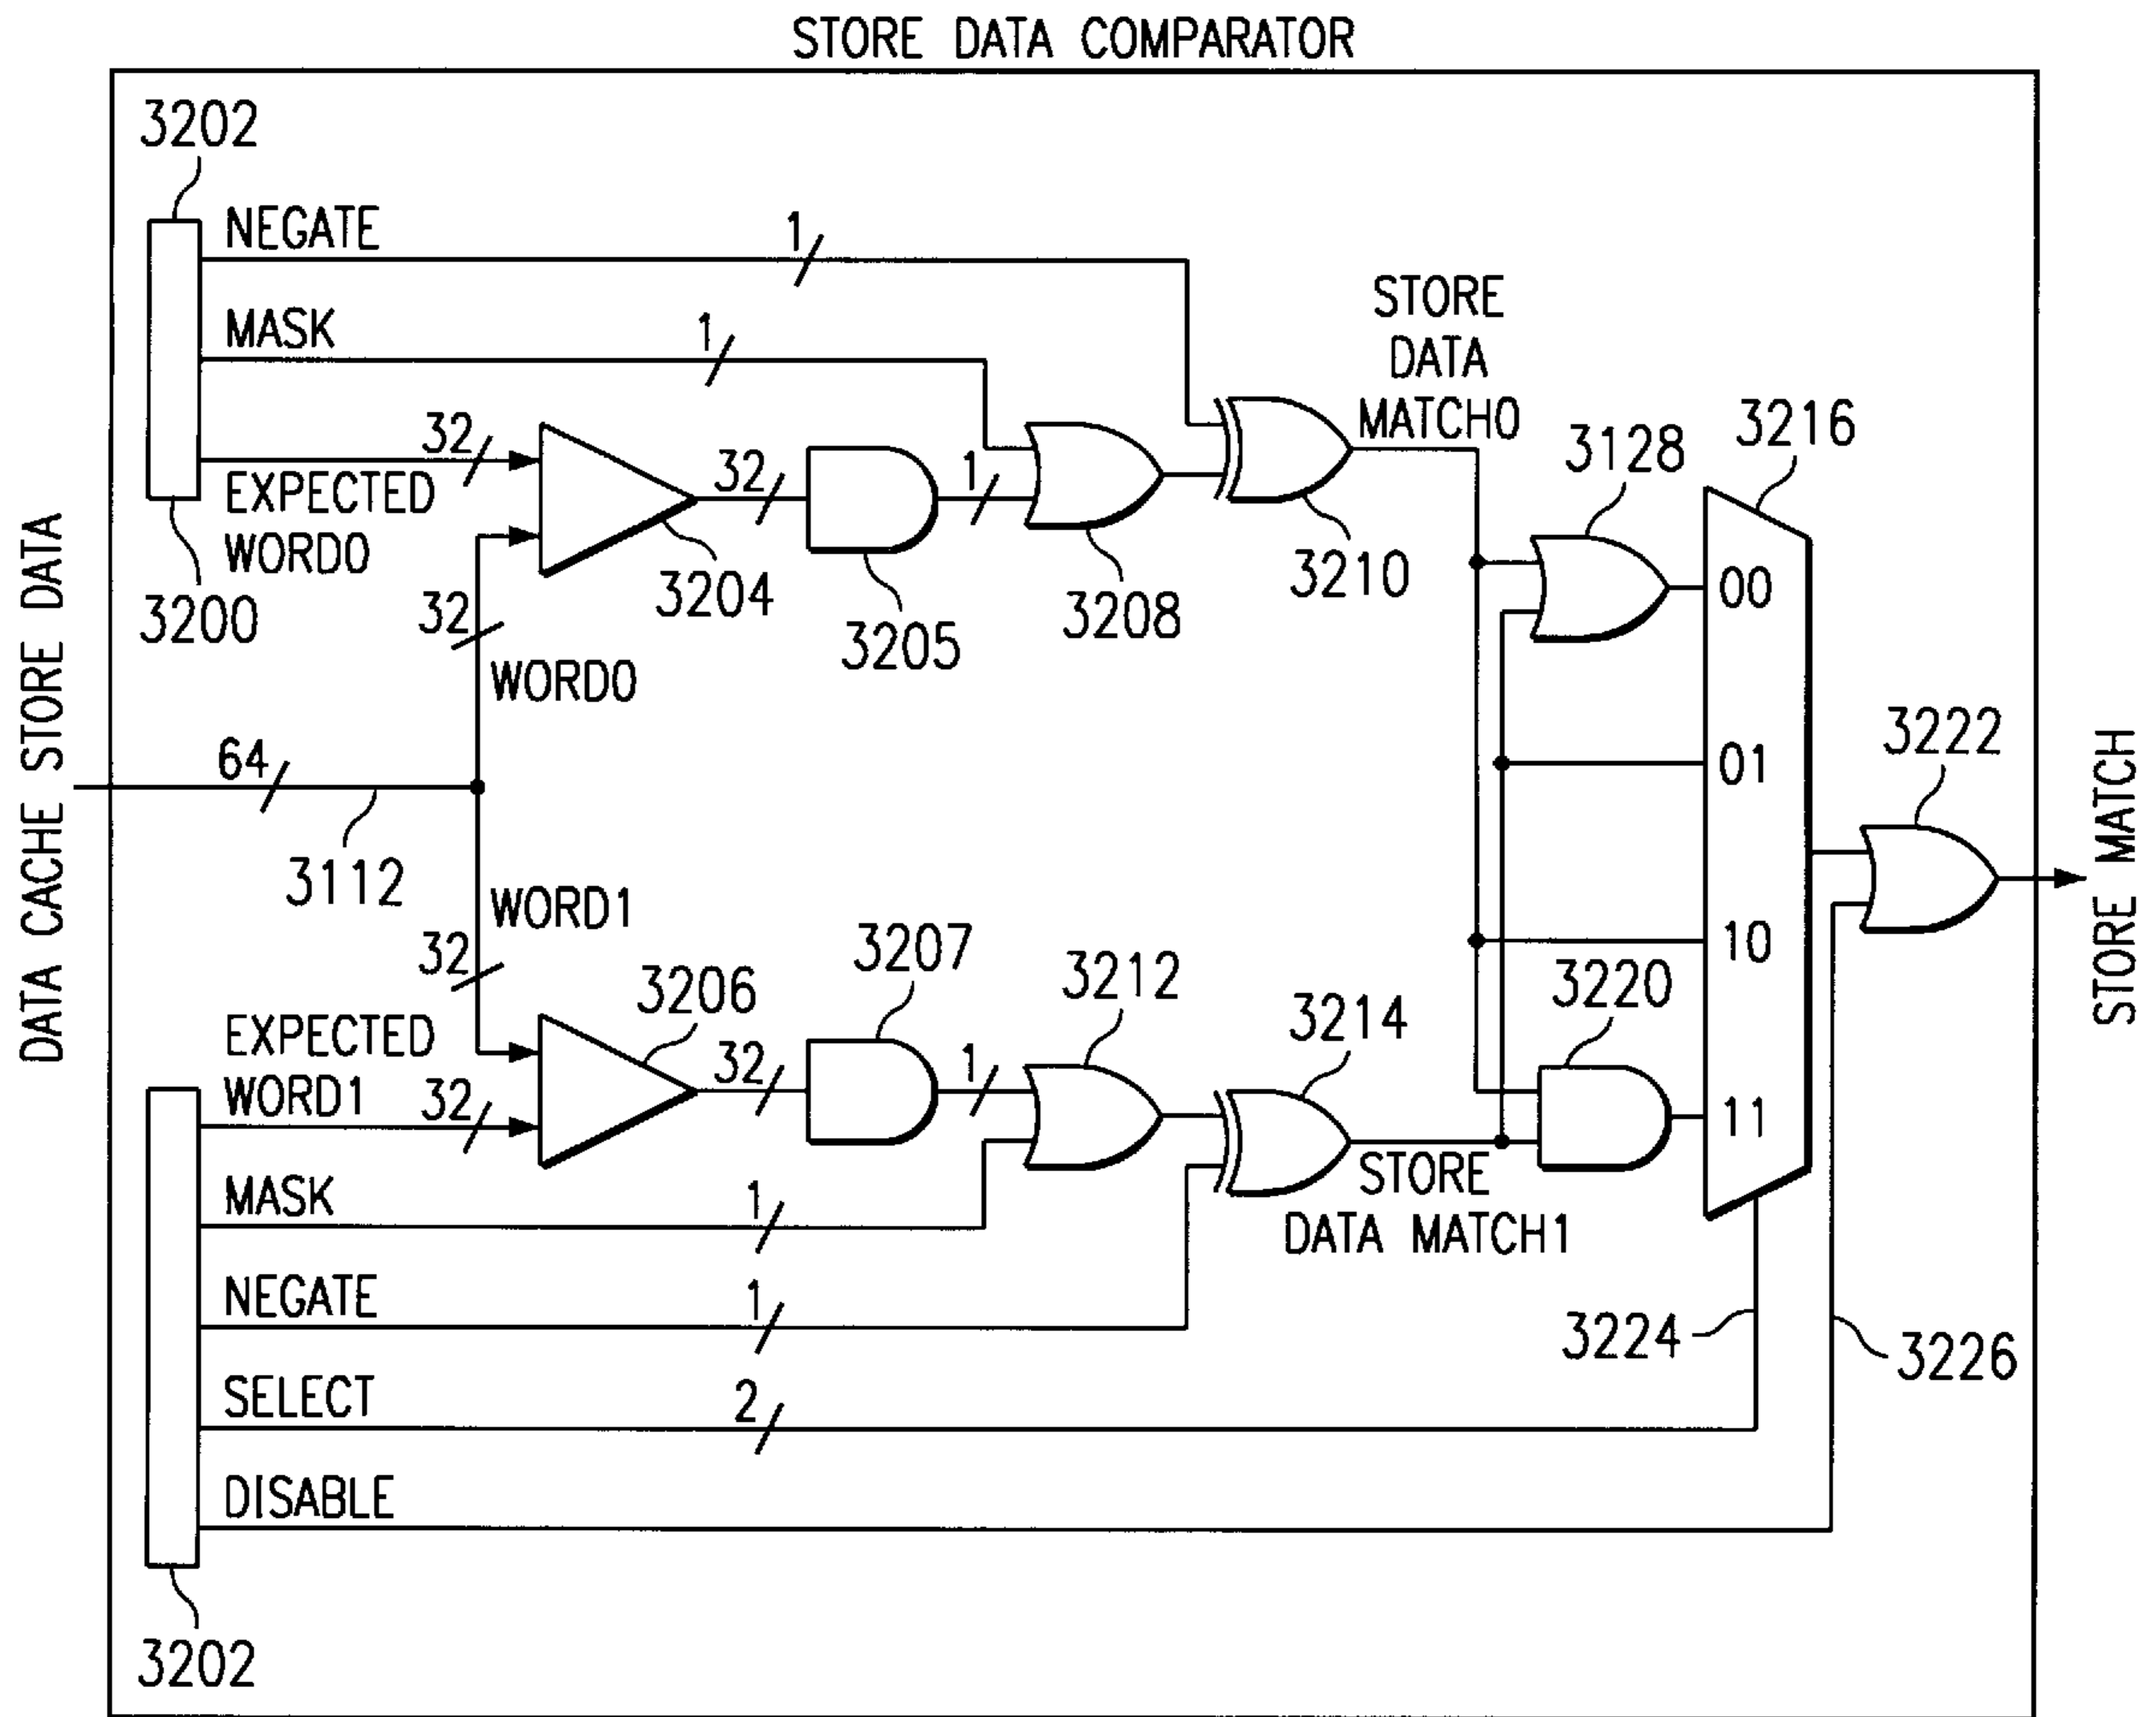 STORE DATA COMPARATOR
3202
NEGATE
1
MASK
1
STORE
DATA
MATCH0
EXPECTED
WORD0
32
32
1
3128
3216
3200
3204
3205
3208
3210
00
32
WORD0
DATA CACHE STORE DATA
64
3112
01
3222
STORE MATCH
WORD1
32
10
3206
3207
3212
3214
3220
EXPECTED
WORD1
32
32
1
11
STORE
DATA MATCH1
MASK
1
NEGATE
1
3224
3226
SELECT
2
DISABLE
3202